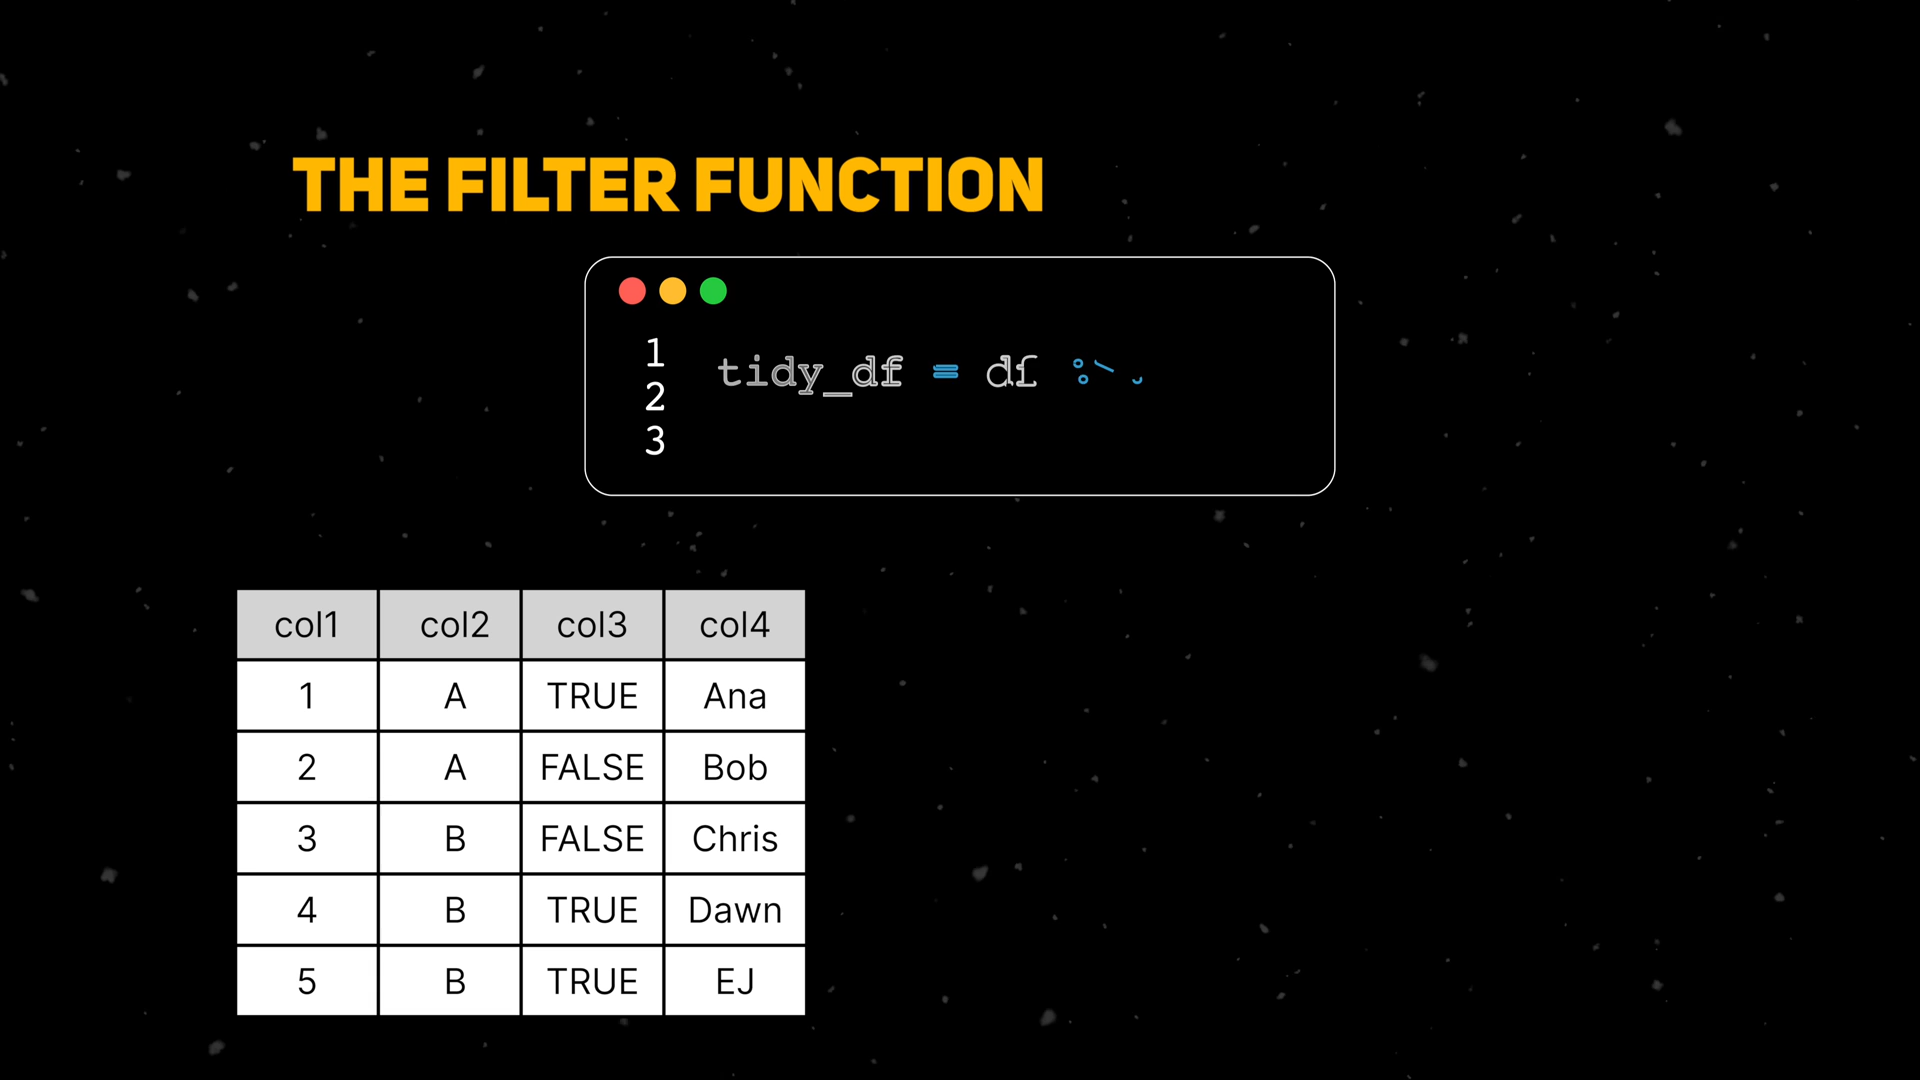 THE FILTER FUNCTION
1 tidy_df = df
2
3
col1 col2 col3 col4
1 A TRUE Ana
2 A FALSE Bob
3 B FALSE Chris
4 B TRUE Dawn
5 B TRUE EJ